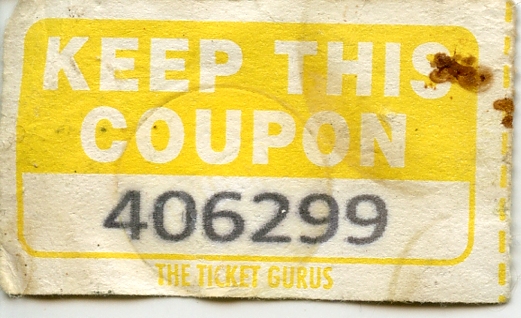 KEEP THIS
COUPON
406299
THE TICKET GURUS